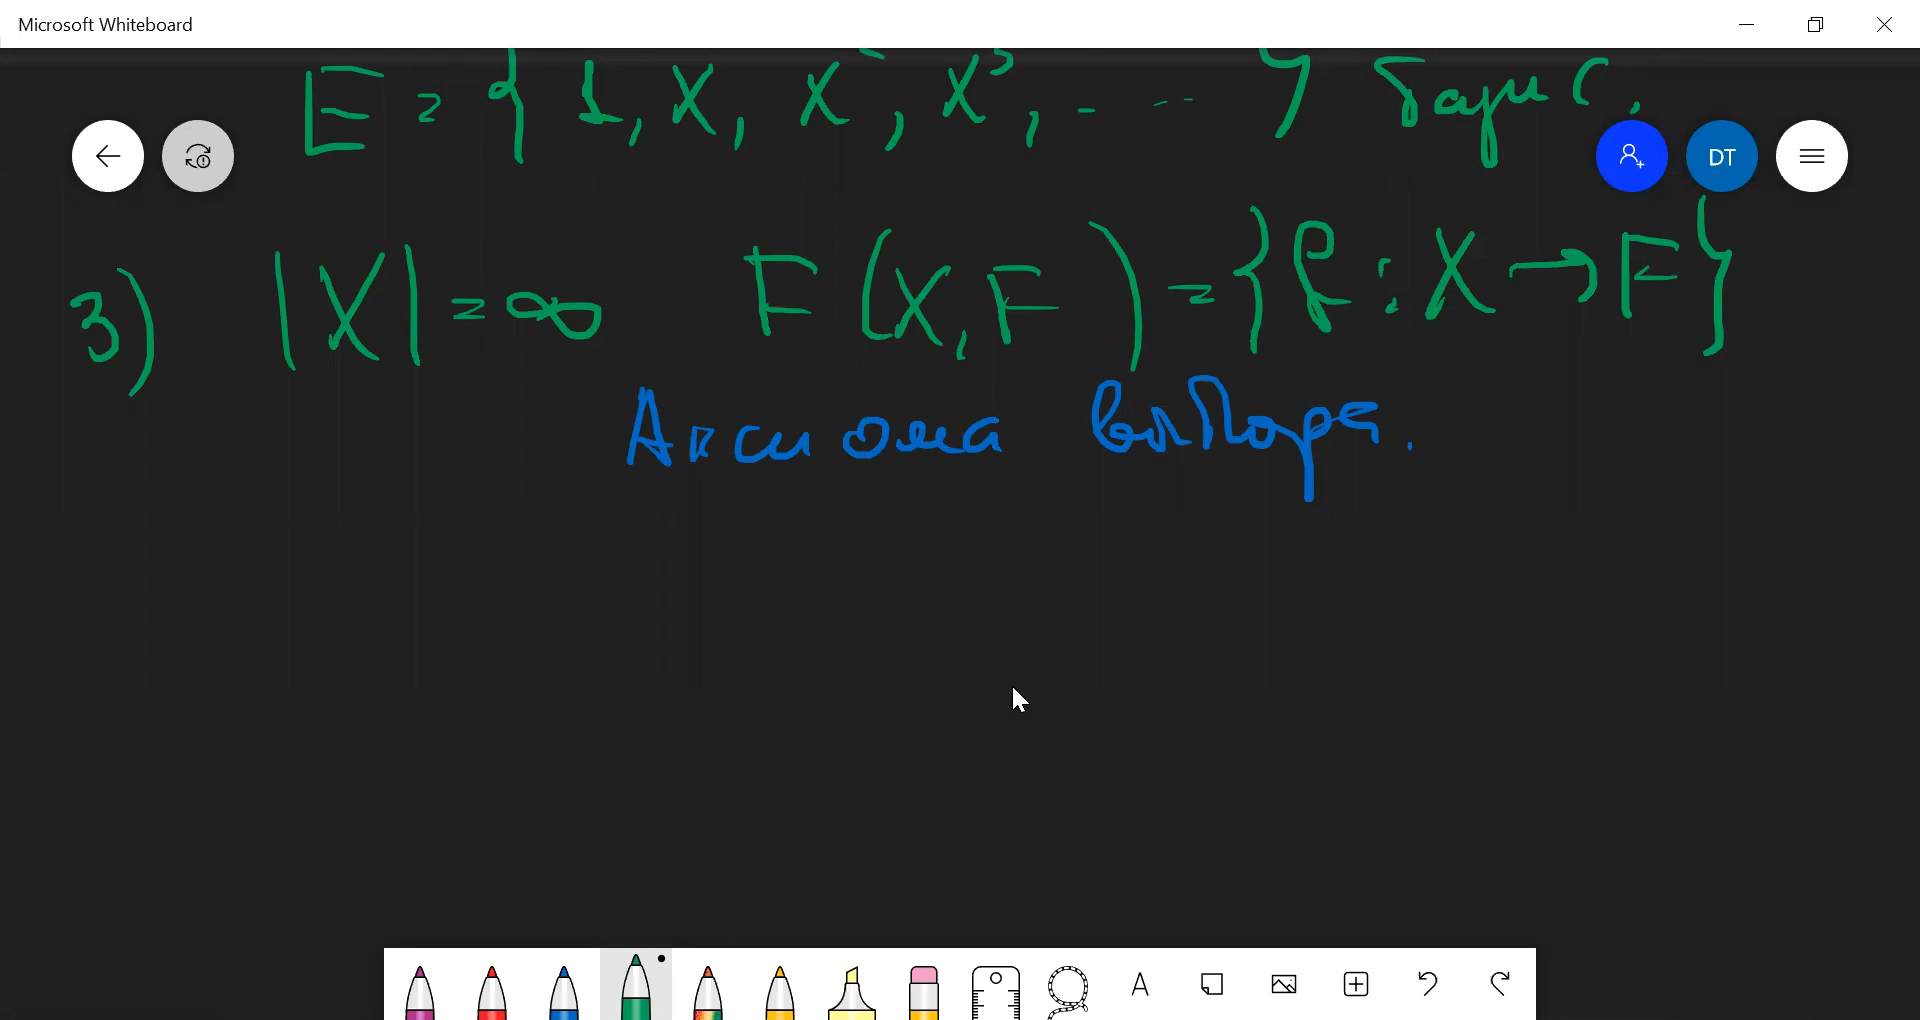 Microsoft Whiteboard
E = { 1, x, x², x³, - -- } базис.
DT
3) |X| = ∞ F(X, F) = {f : X → F}
Аксиома выбора.
A